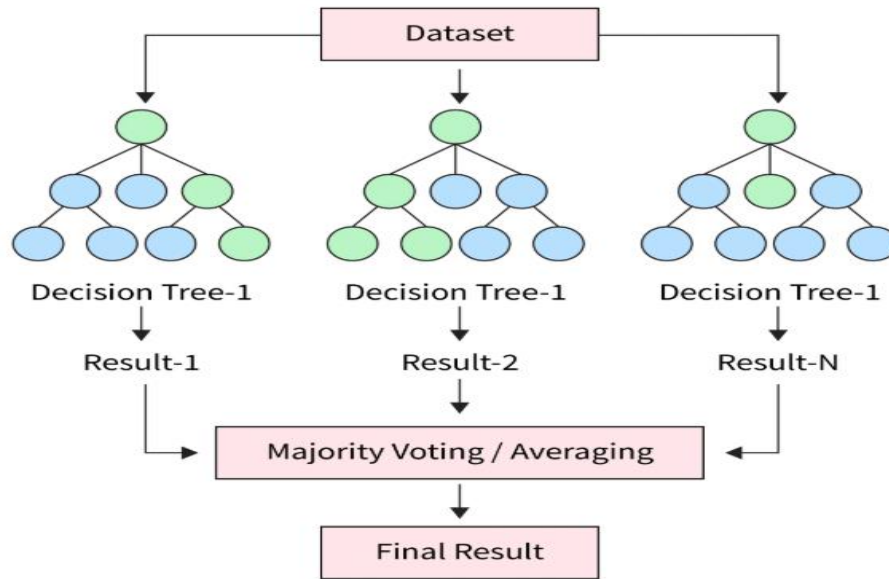 Dataset
Decision Tree-1
Decision Tree-1
Decision Tree-1
Result-1
Result-2
Result-N
Majority Voting / Averaging
Final Result